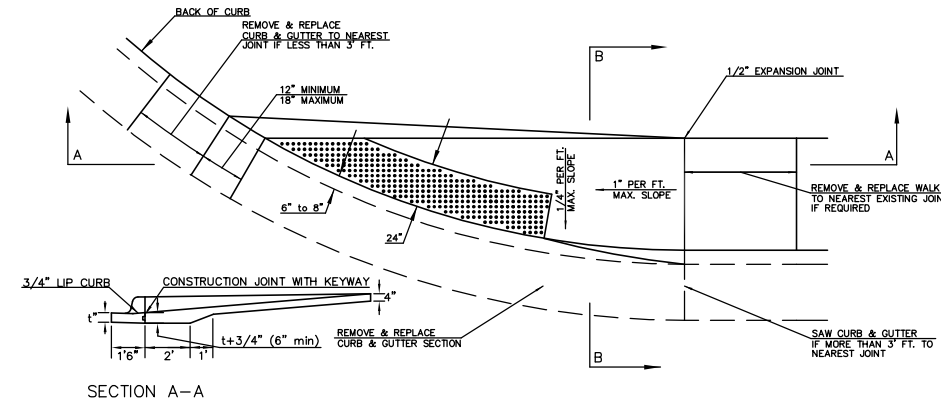 BACK OF CURB
REMOVE & REPLACE
CURB & GUTTER TO NEAREST
JOINT IF LESS THAN 3' FT.
B
1/2" EXPANSION JOINT
12" MINIMUM
18" MAXIMUM
A
A
1/4" PER FT.
MAX. SLOPE
1" PER FT.
MAX. SLOPE
REMOVE & REPLACE WALK
TO NEAREST EXISTING JOIN
IF REQUIRED
6" to 8"
24"
3/4" LIP CURB
CONSTRUCTION JOINT WITH KEYWAY
4"
t"
t+3/4" (6" min)
1'6"
2'
1'
REMOVE & REPLACE
CURB & GUTTER SECTION
SAW CURB & GUTTER
IF MORE THAN 3' FT. TO
NEAREST JOINT
B
SECTION A-A